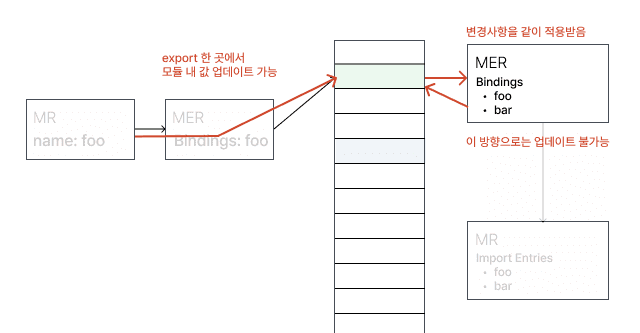 변경사항을 같이 적용받음
export 한 곳에서
모듈 내 값 업데이트 가능
MER
Bindings
• foo
• bar
MR
name: foo
MER
Bindings: foo
이 방향으로는 업데이트 불가능
MR
Import Entries
• foo
• bar